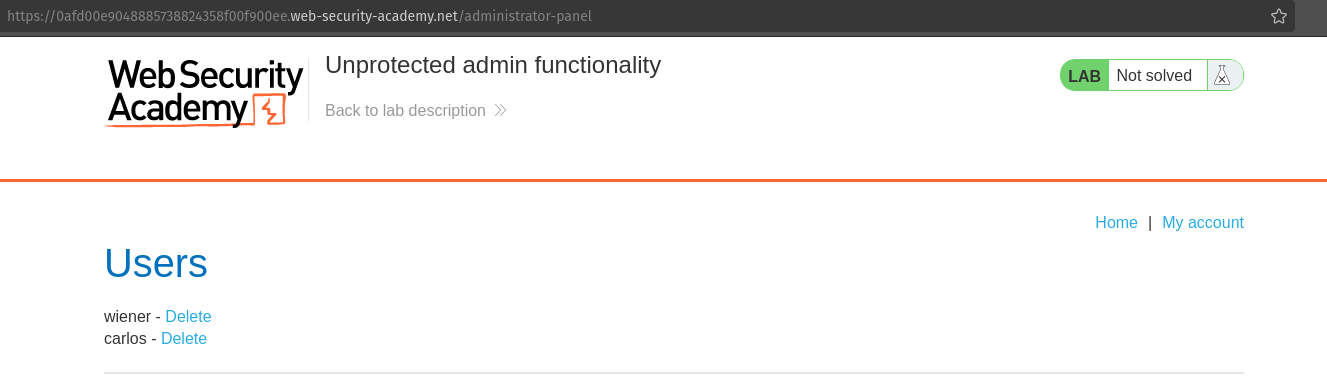 https://0afd00e9048885738824358f00f900ee.web-security-academy.net/administrator-panel
Web Security
Academy
Unprotected admin functionality
Back to lab description
LAB Not solved
Home | My account
Users
wiener - Delete
carlos - Delete